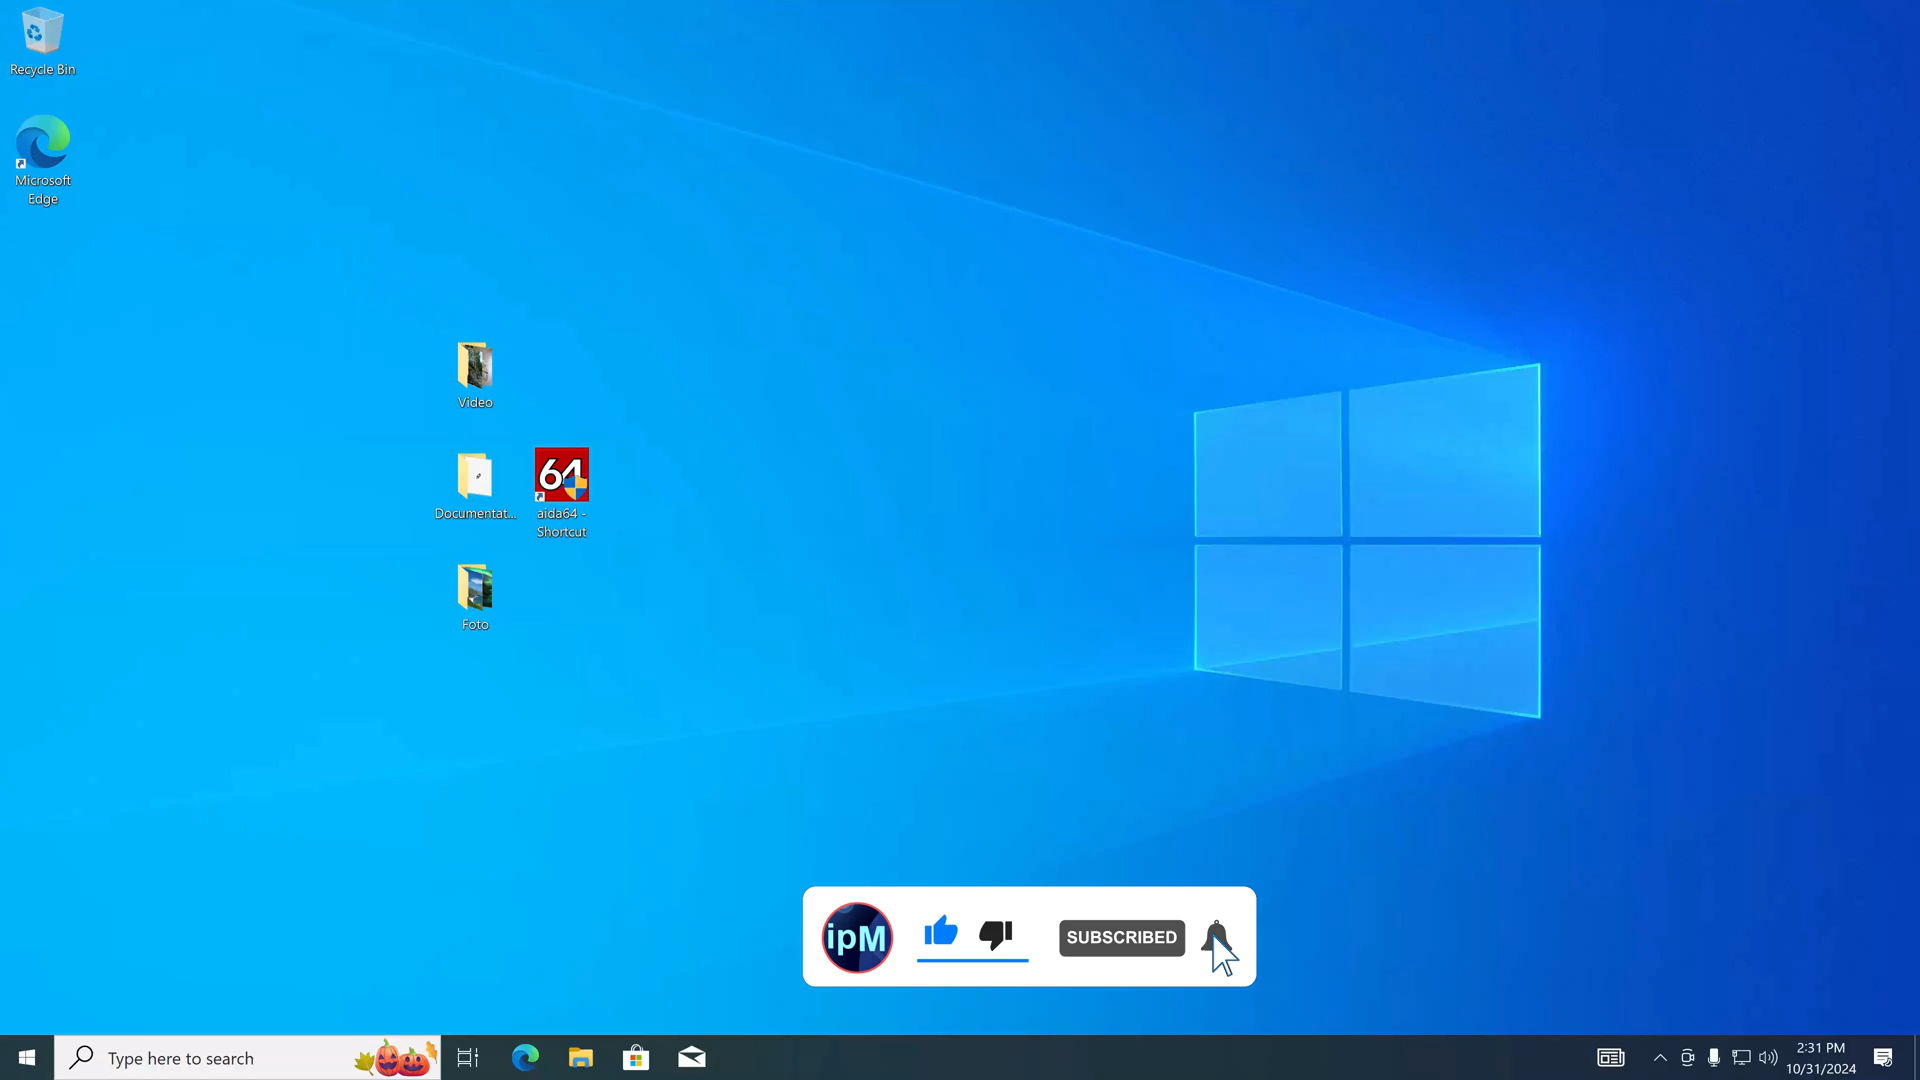 Recycle Bin
Microsoft
Edge
Video
Documentat...
64
aida64 -
Shortcut
Foto
ipM
SUBSCRIBED
Type here to search
2:31 PM
10/31/2024